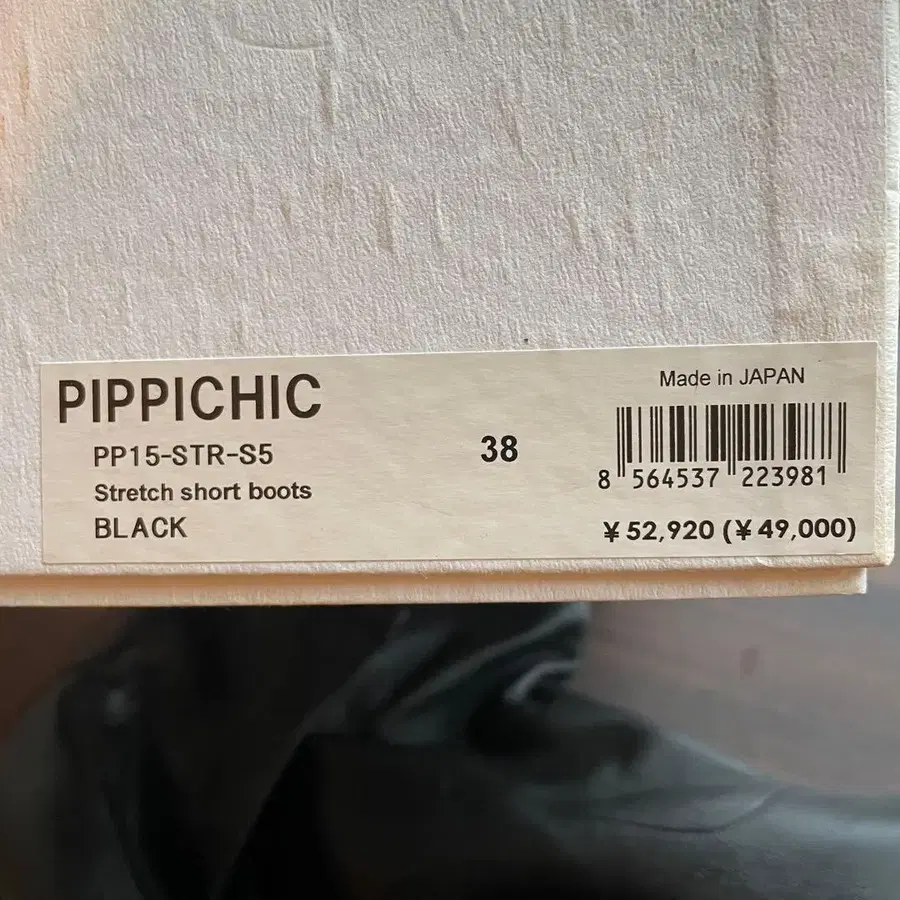 PIPPICHIC
PP15-STR-S5
Stretch short boots
BLACK
38
Made in JAPAN
8 564537 223981
￥52,920 (￥49,000)